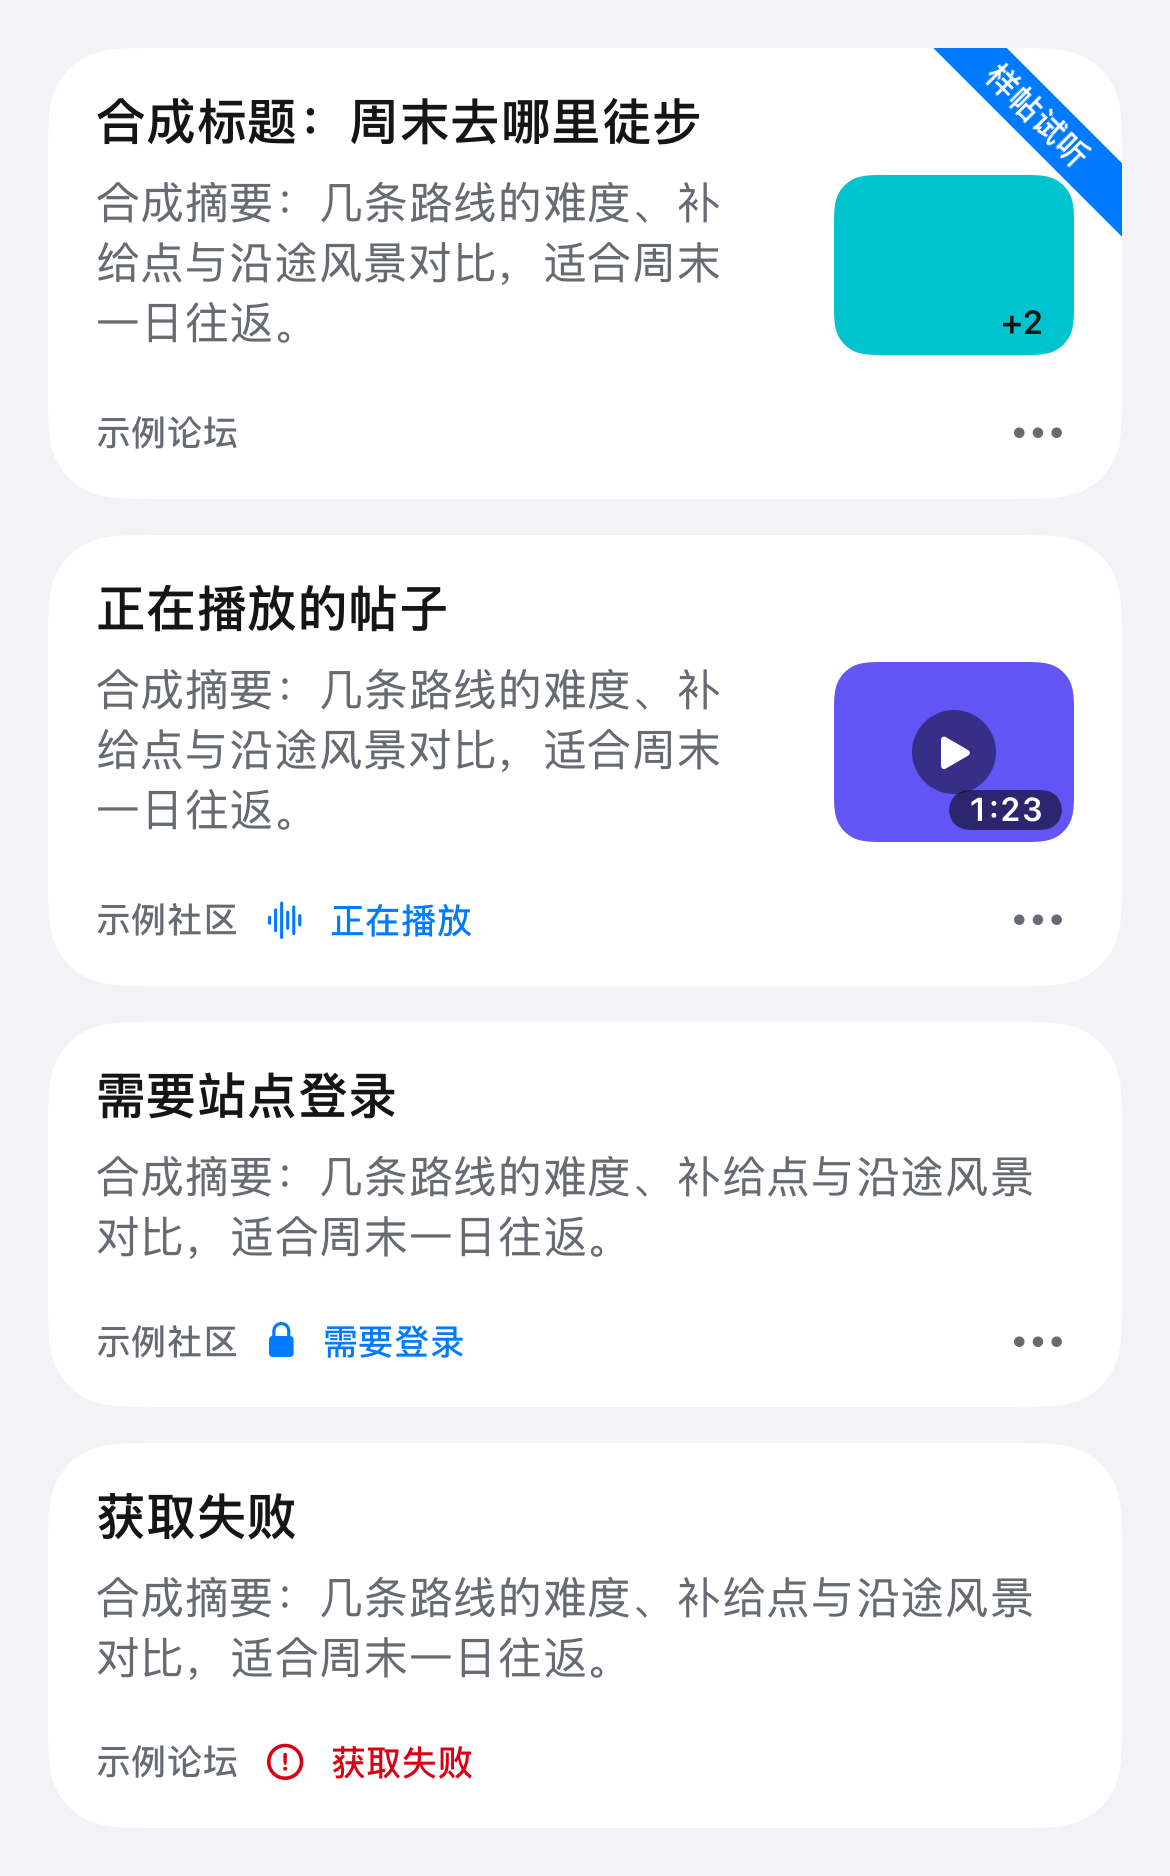 合成标题：周末去哪里徒步
样帖试听
合成摘要：几条路线的难度、补
给点与沿途风景对比，适合周末
一日往返。
+2
示例论坛
正在播放的帖子
合成摘要：几条路线的难度、补
给点与沿途风景对比，适合周末
一日往返。
1:23
示例社区 正在播放
需要站点登录
合成摘要：几条路线的难度、补给点与沿途风景
对比，适合周末一日往返。
示例社区 需要登录
获取失败
合成摘要：几条路线的难度、补给点与沿途风景
对比，适合周末一日往返。
示例论坛 获取失败